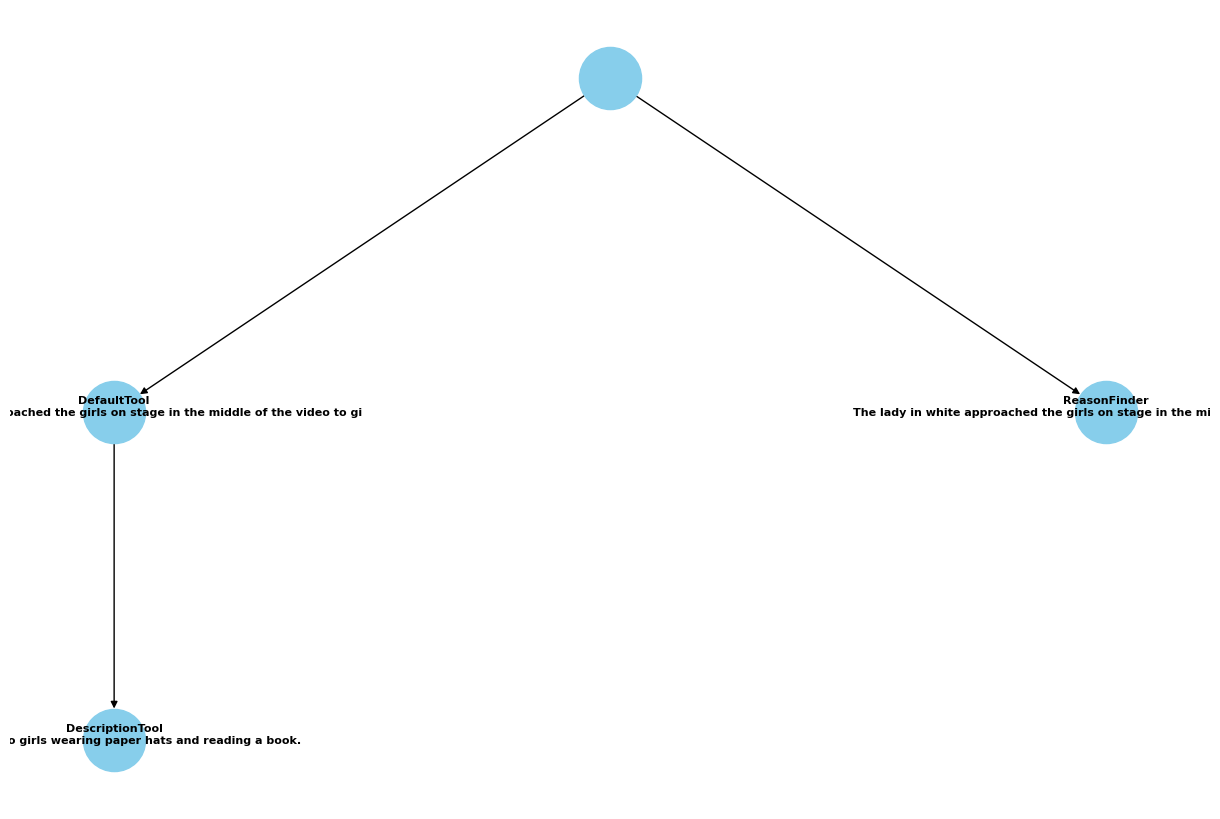 DefaultTool
ReasonFinder
the girls on stage in the middle of the video to gi
The lady in white approached the girls on stage in the mi
DescriptionTool
girls wearing paper hats and reading a book.